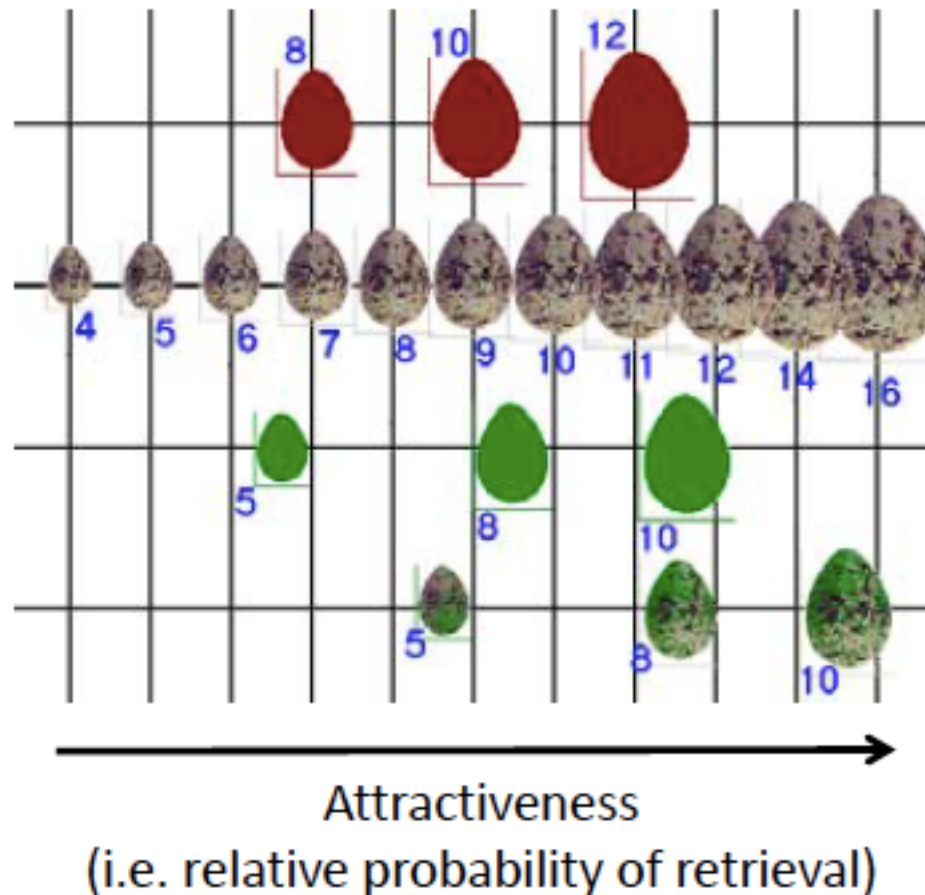 8 10 12
4 5 6 7 8 9 10 11 12 14 16
5 8 10
5 8 10
Attractiveness
(i.e. relative probability of retrieval)